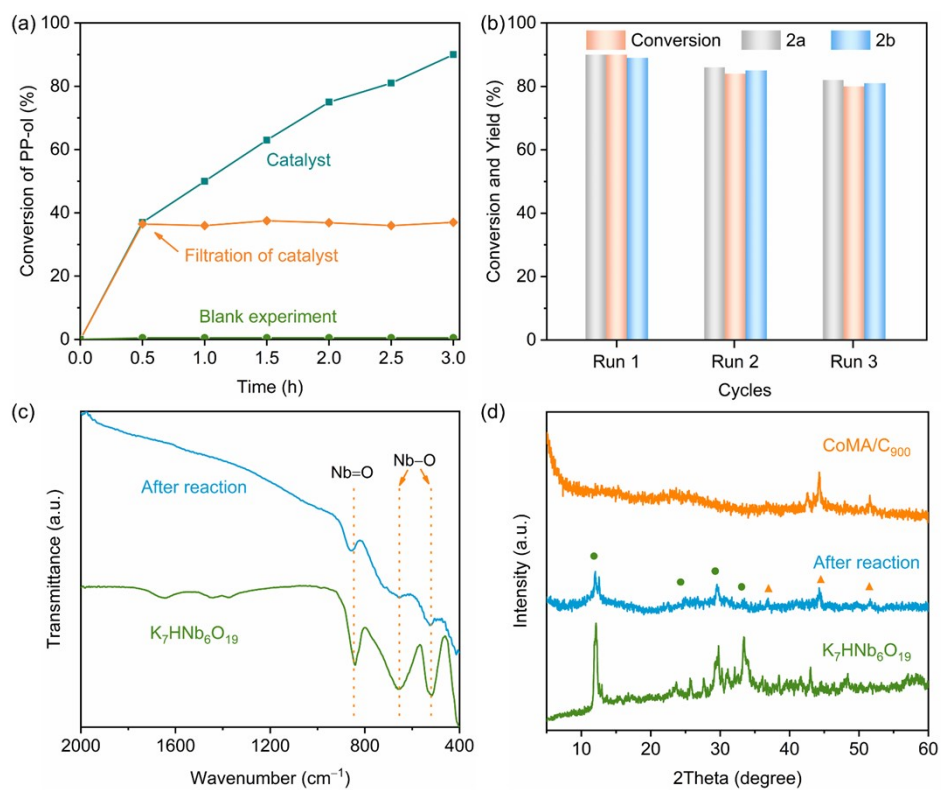 (a)
100
80
60
40
20
0
Conversion of PP-ol (%)
Catalyst
Filtration of catalyst
Blank experiment
0.0 0.5 1.0 1.5 2.0 2.5 3.0
Time (h)
(b)
100
80
60
40
20
0
Conversion and Yield (%)
Conversion 2a 2b
Run 1 Run 2 Run 3
Cycles
(c)
Transmittance (a.u.)
Nb=O
Nb−O
After reaction
K₇HNb₆O₁₉
2000 1600 1200 800 400
Wavenumber (cm⁻¹)
(d)
Intensity (a.u.)
CoMA/C₉₀₀
After reaction
K₇HNb₆O₁₉
10 20 30 40 50 60
2Theta (degree)